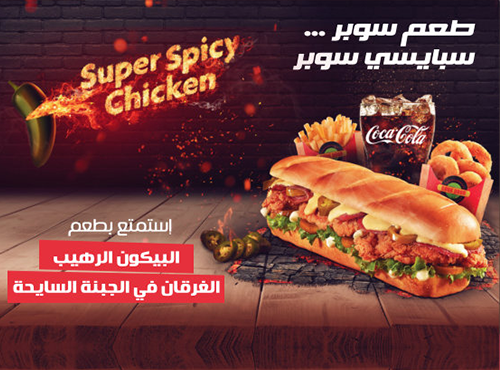 طعم سوبر ...
سبايسي سوبر
Super Spicy
Chicken
Coca-Cola
إستمتع بطعم
البيكون الرهيب
الغرقان في الجبنة السايحة